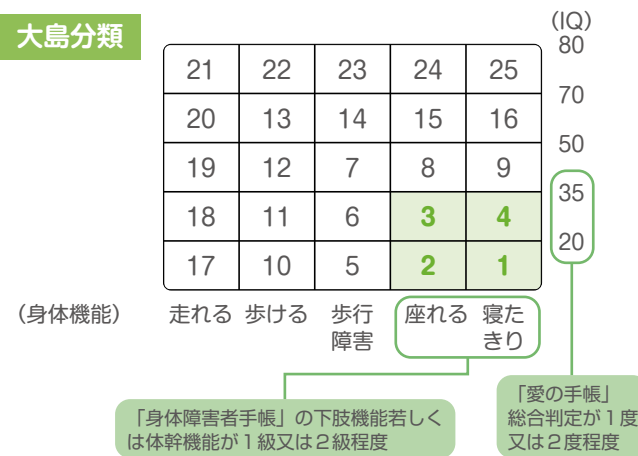 大島分類
(IQ)
80
21 22 23 24 25
70
20 13 14 15 16
50
19 12 7 8 9
35
18 11 6 3 4
20
17 10 5 2 1
（身体機能） 走れる 歩ける 歩行 座れる 寝た
障害 きり
「身体障害者手帳」の下肢機能若しく
は体幹機能が1級又は2級程度
「愛の手帳」
総合判定が1度
又は2度程度